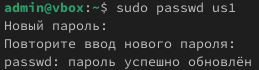 admin@vbox:~$ sudo passwd us1
Новый пароль:
Повторите ввод нового пароля:
passwd: пароль успешно обновлён